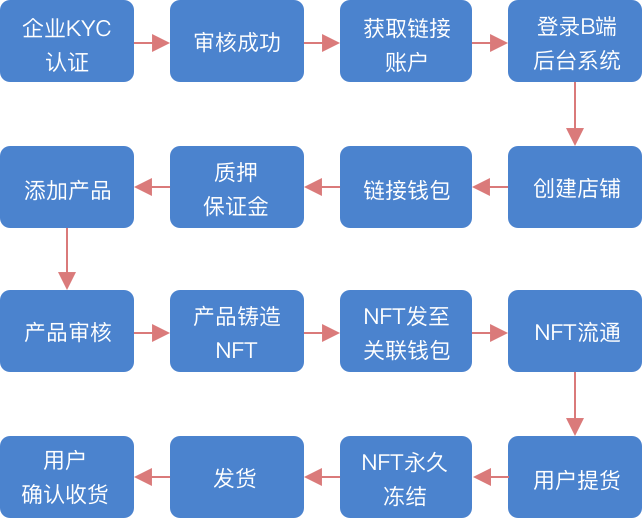 企业KYC
认证
审核成功
获取链接
账户
登录B端
后台系统
创建店铺
链接钱包
质押
保证金
添加产品
产品审核
产品铸造
NFT
NFT发至
关联钱包
NFT流通
用户提货
NFT永久
冻结
发货
用户
确认收货